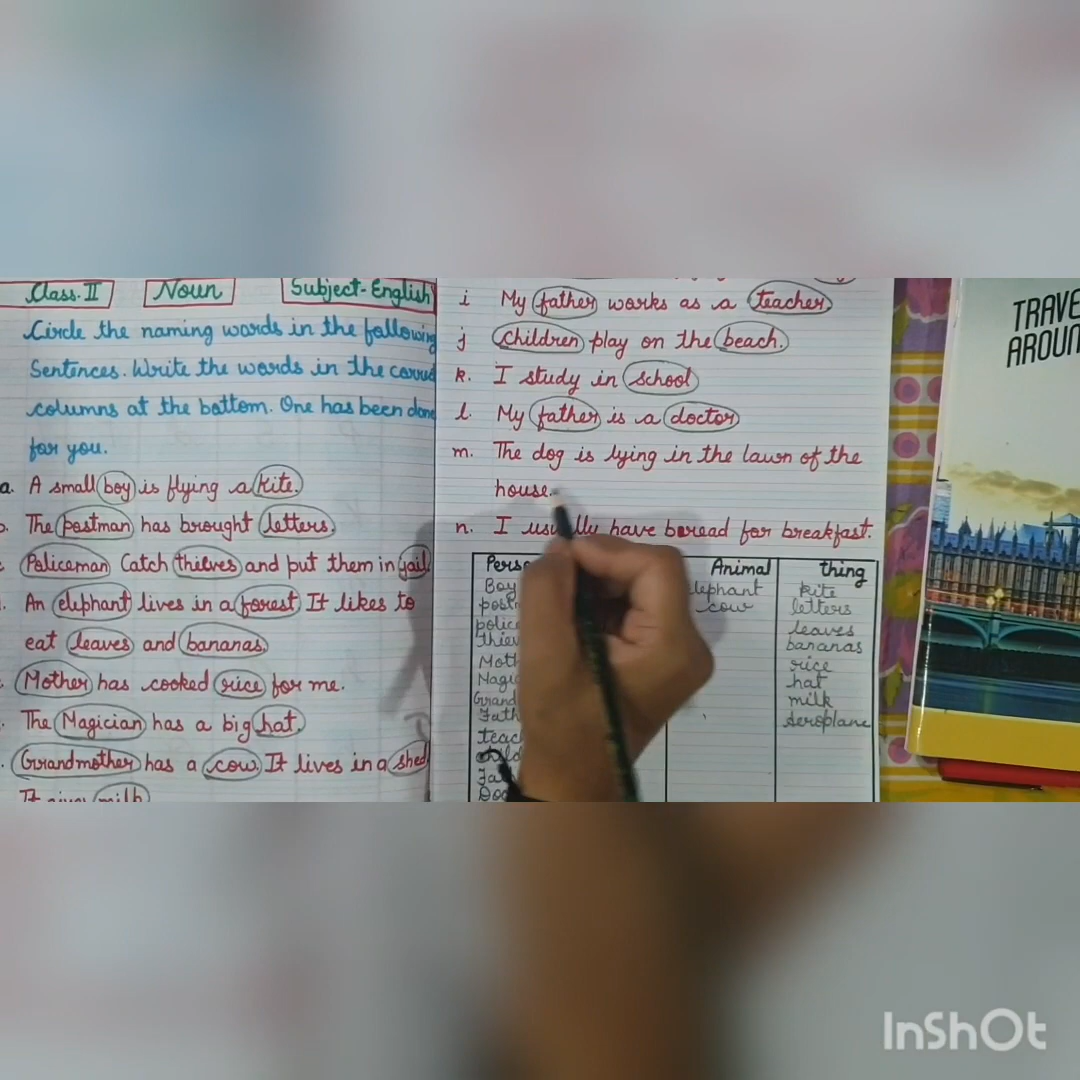 Class-II Noun Subject-English
Circle the naming words in the following
Sentences. Write the words in the
columns at the bottom. One has been done
for you.
a. A small boy is flying a kite.
The postman has brought letters.
Policeman Catch thieves and put them in jail
An elephant lives in a forest It likes to
eat leaves and bananas.
Mother has cooked rice for me.
The Magician has a big hat.
Grandmother has a cow. It lives in a shed
It gives milk
i My father works as a teacher
j children play on the beach.
k. I study in school
l. My father is a doctor
m. The dog is lying in the lawn of the
house.
n. I usually have bread for breakfast.
Animal thing
Boy kite
cow letters
leaves
bananas
rice
hat
milk
aeroplane
TRAVE
AROUN
InShOt